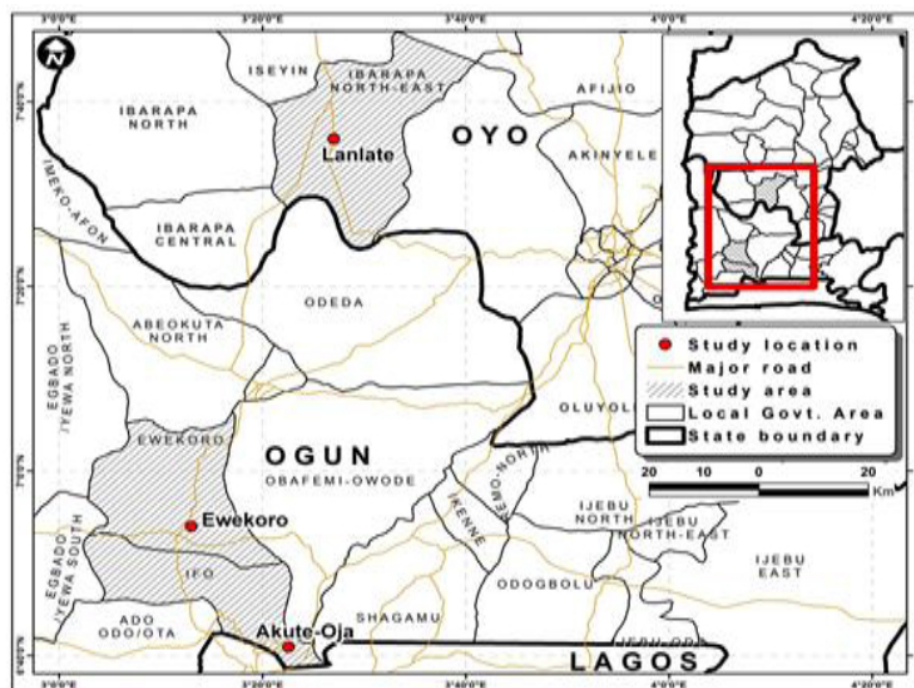 3°0'0"E
3°20'0"E
3°40'0"E
4°0'0"E
4°20'0"E
N
ISEYIN
IBARAPA
NORTH-EAST
AFIJIO
7°40'0"N
IBARAPA
NORTH
OYO
Lanlate
AKINYELE
IMEKO-AFON
IBARAPA
CENTRAL
7°20'0"N
ODEDA
ABEOKUTA
NORTH
EGBADO
/YEWA NORTH
Study location
Major road
Study area
Local Govt. Area
State boundary
20
10
0
20
Km
OLUYOL
EWEKORO
OGUN
OBAFEMI-OWODE
7°0'0"N
REMO-NORTH
IKENNE
IJEBU
NORTH
IJEBU
NORTH-EAST
Ewekoro
EGBADO
/YEWA SOUTH
IFO
IJEBU
EAST
ODOGBOLU
ADO
ODO/OTA
SHAGAMU
Akute-Oja
6°40'0"N
LAGOS
3°0'0"E
3°20'0"E
3°40'0"E
4°0'0"E
4°20'0"E